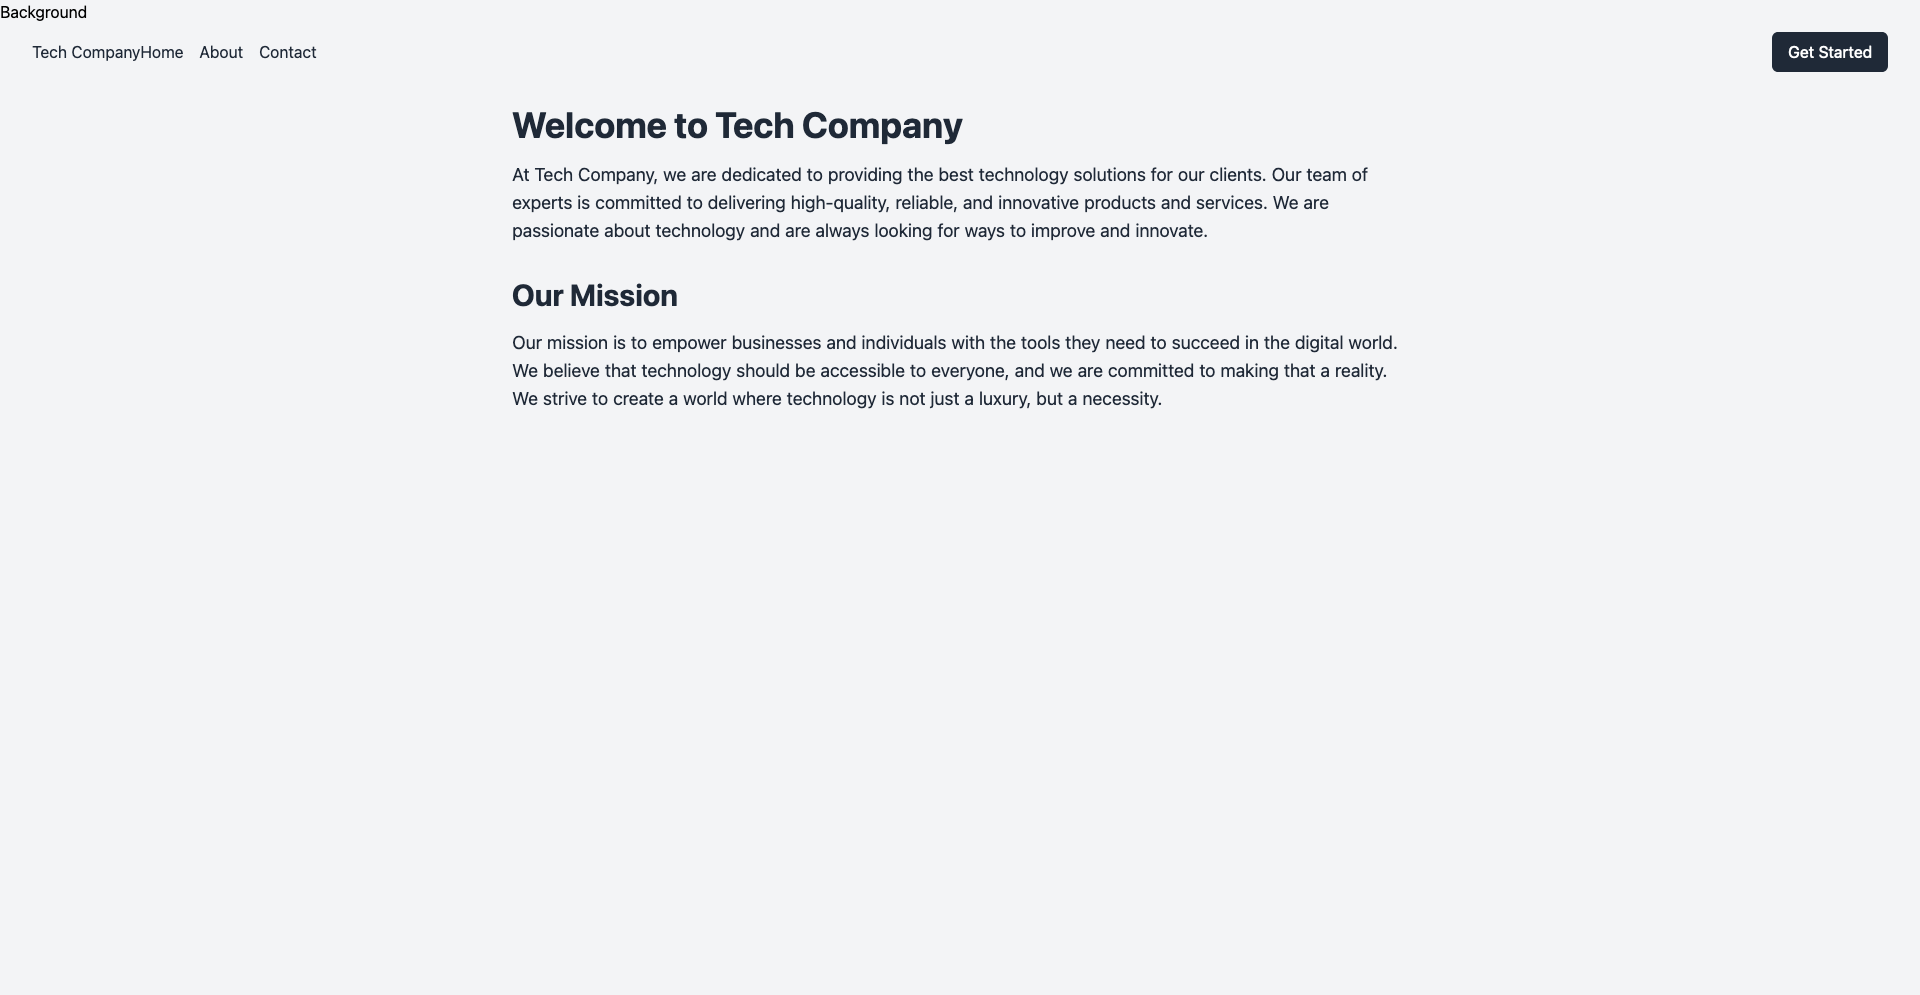 Background
Tech CompanyHome About Contact Get Started
Welcome to Tech Company
At Tech Company, we are dedicated to providing the best technology solutions for our clients. Our team of
experts is committed to delivering high-quality, reliable, and innovative products and services. We are
passionate about technology and are always looking for ways to improve and innovate.
Our Mission
Our mission is to empower businesses and individuals with the tools they need to succeed in the digital world.
We believe that technology should be accessible to everyone, and we are committed to making that a reality.
We strive to create a world where technology is not just a luxury, but a necessity.